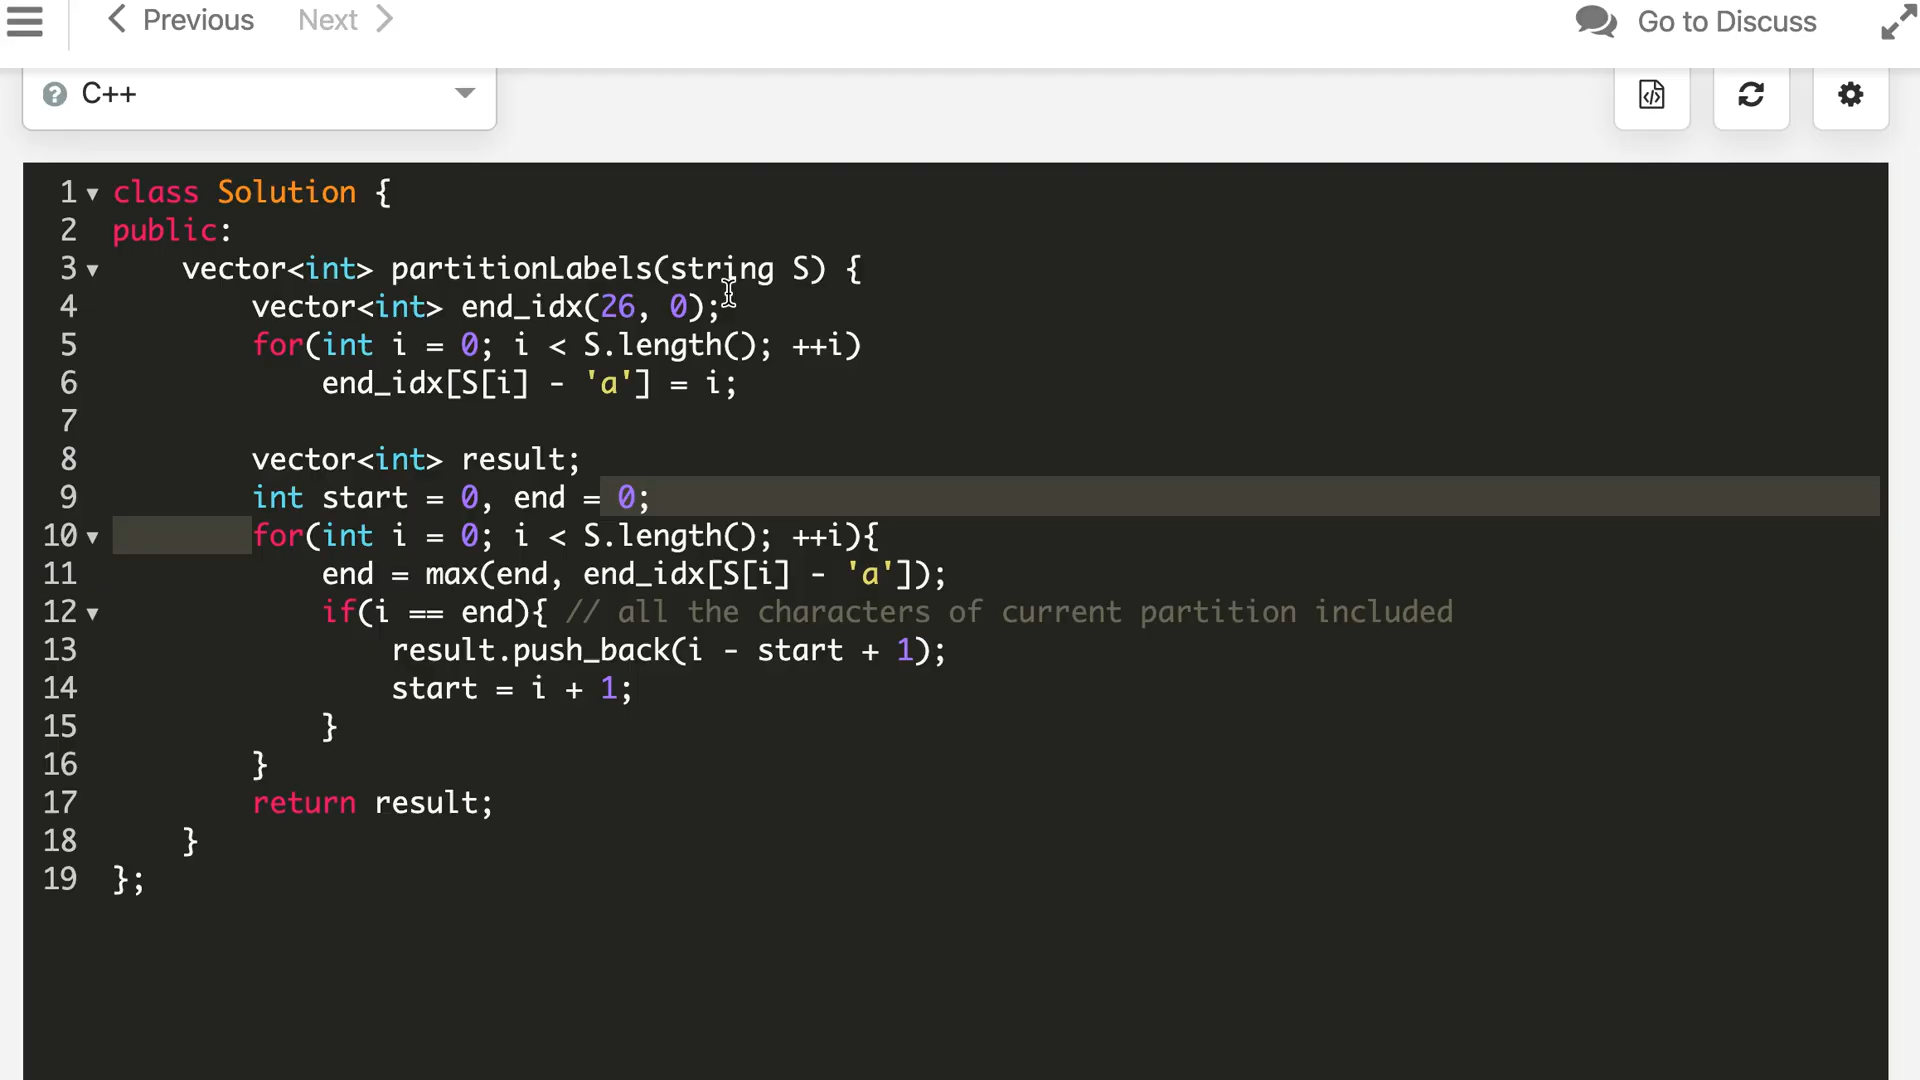 Previous Next Go to Discuss
C++
1 class Solution {
2 public:
3     vector<int> partitionLabels(string S) {
4         vector<int> end_idx(26, 0);
5         for(int i = 0; i < S.length(); ++i)
6             end_idx[S[i] - 'a'] = i;
7
8         vector<int> result;
9         int start = 0, end = 0;
10         for(int i = 0; i < S.length(); ++i){
11             end = max(end, end_idx[S[i] - 'a']);
12             if(i == end){ // all the characters of current partition included
13                 result.push_back(i - start + 1);
14                 start = i + 1;
15             }
16         }
17         return result;
18     }
19 };